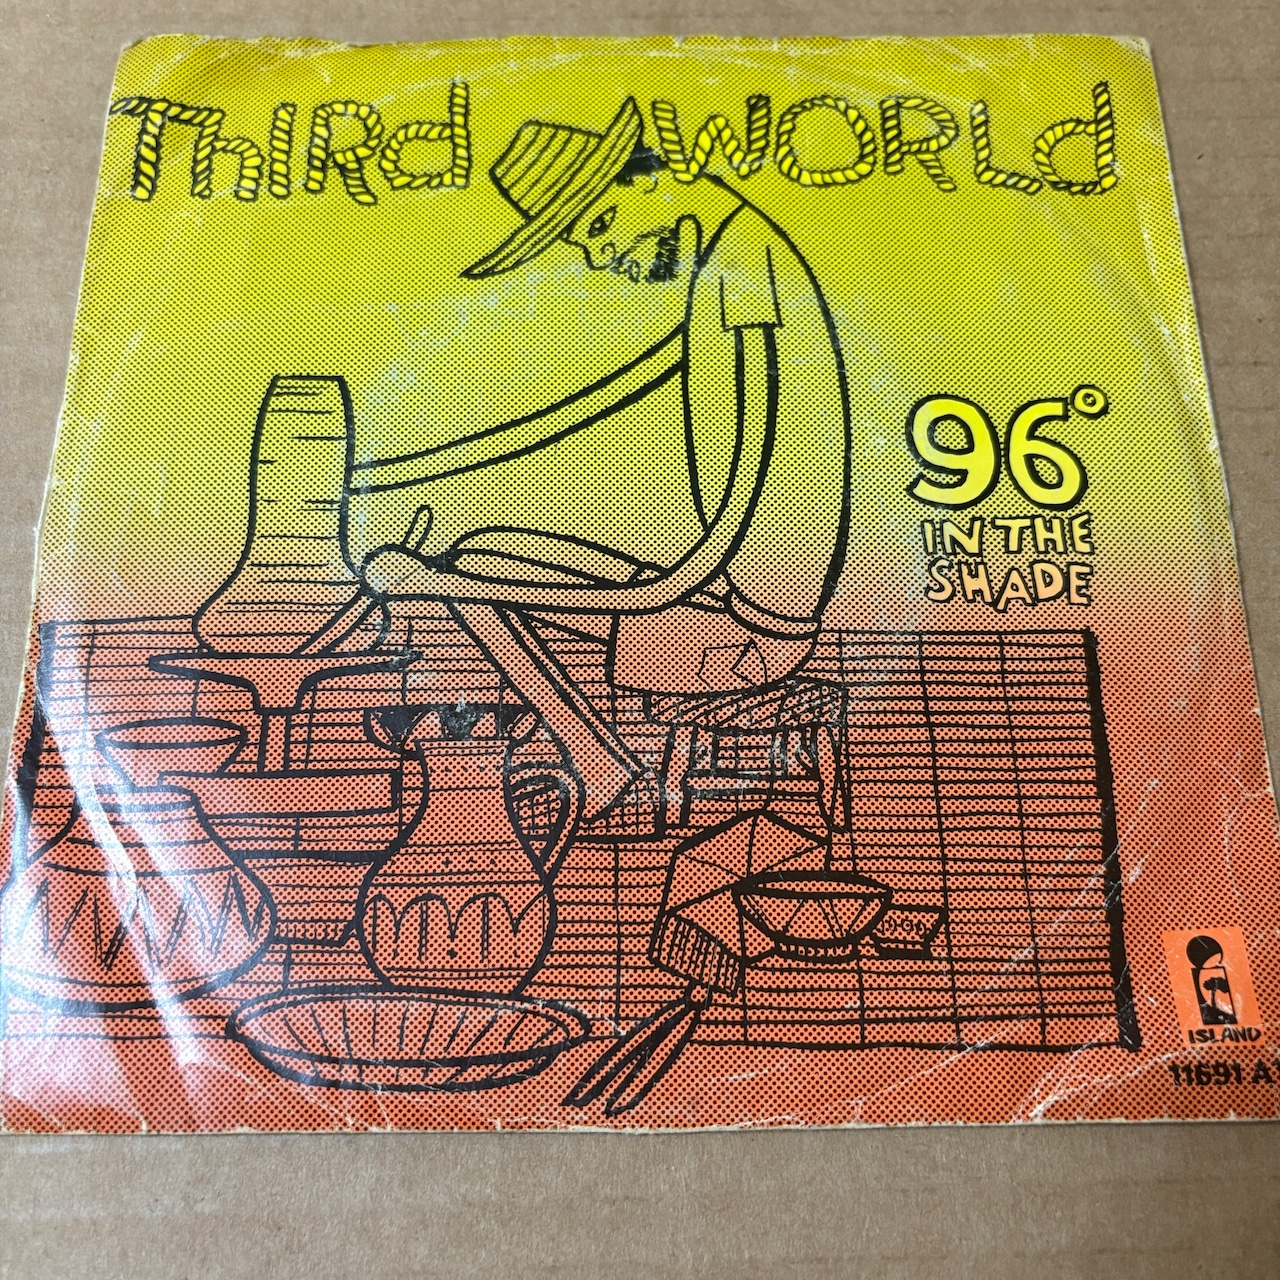 ThIRd WORLd
96°
IN THE
SHADE
ISLAND
11691 A